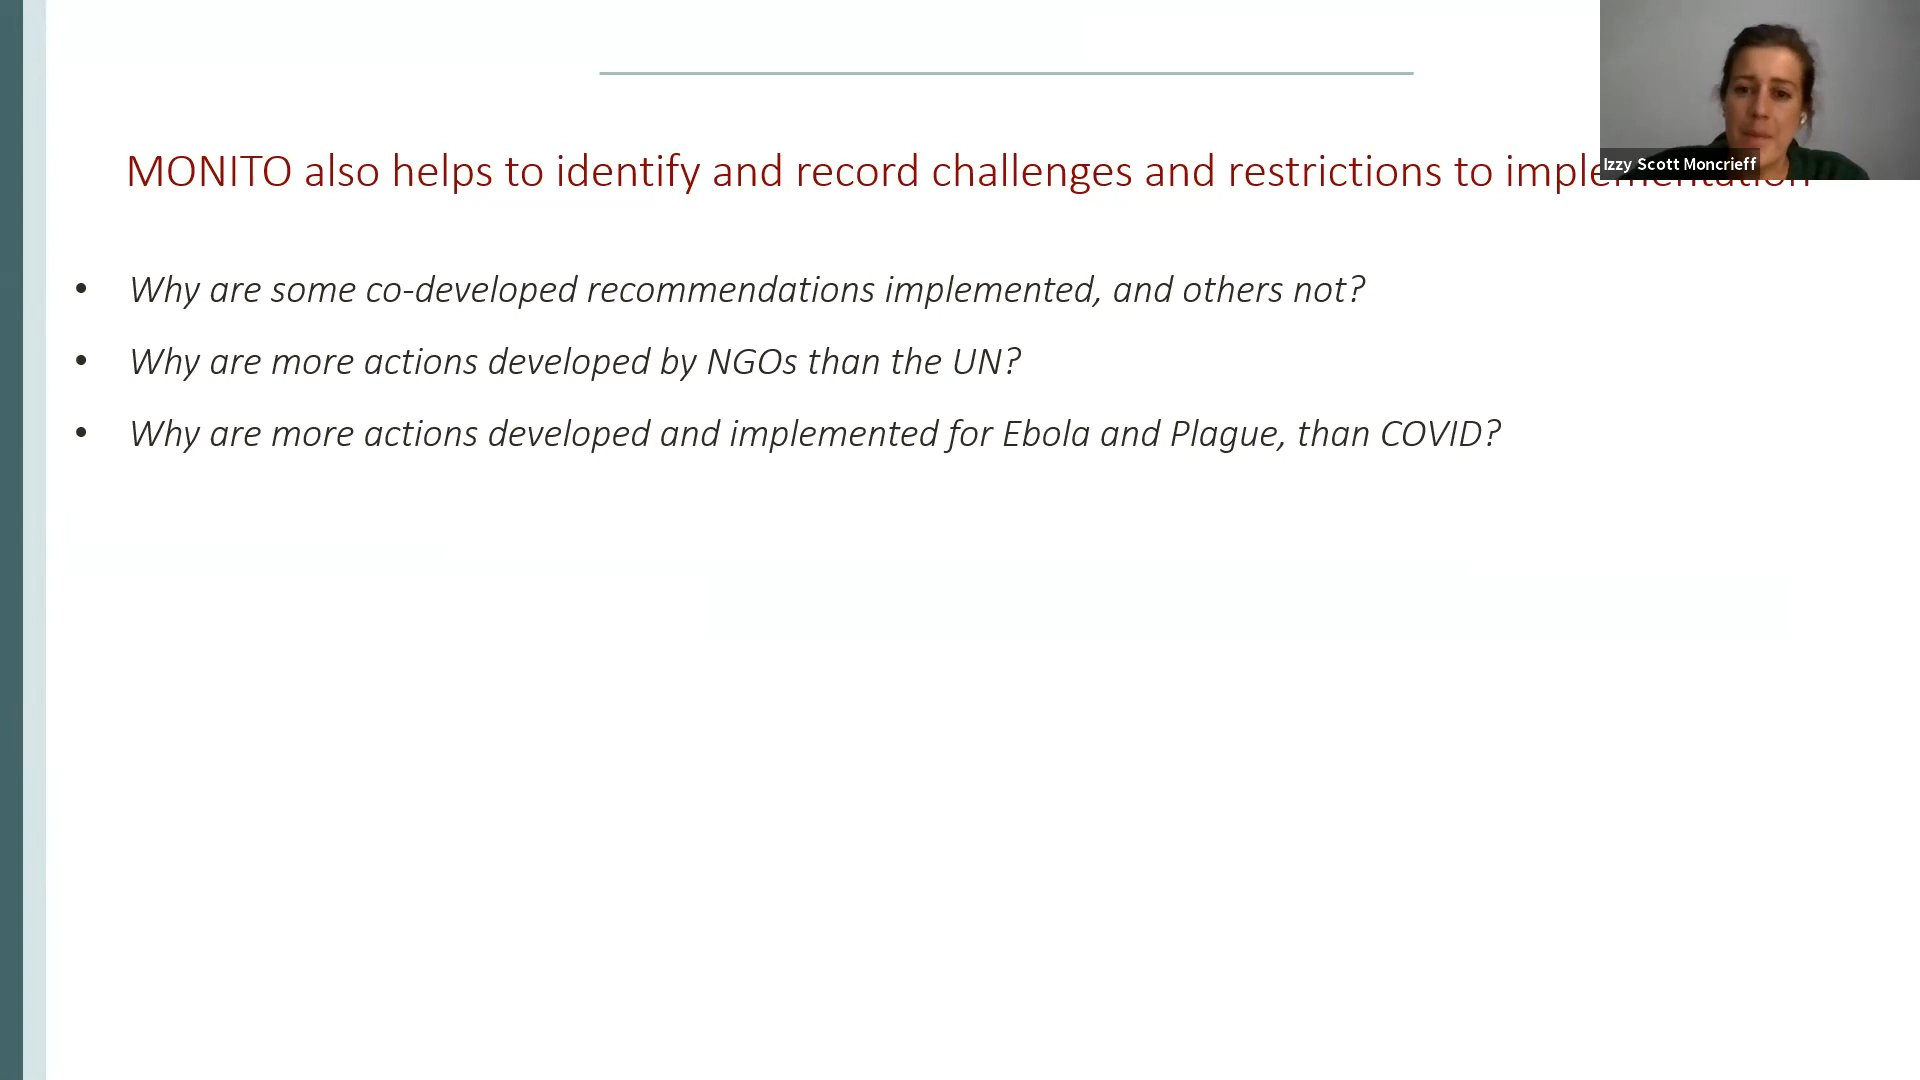 MONITO also helps to identify and record challenges and restrictions to implementation
Izzy Scott Moncrieff
• Why are some co-developed recommendations implemented, and others not?
• Why are more actions developed by NGOs than the UN?
• Why are more actions developed and implemented for Ebola and Plague, than COVID?